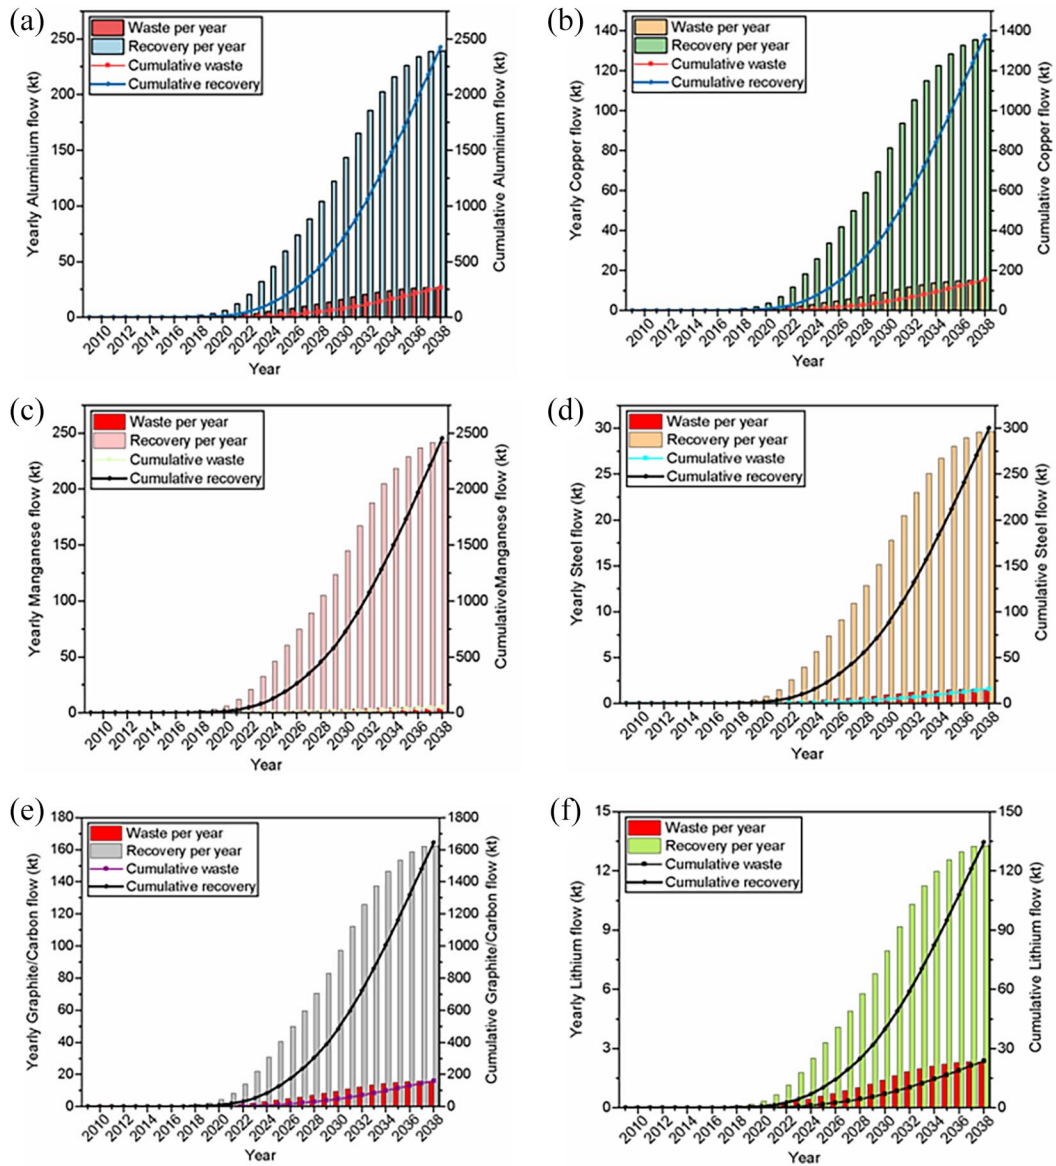 (a)
Waste per year
Recovery per year
Cumulative waste
Cumulative recovery
Yearly Aluminium flow (kt)
250
200
150
100
50
0
Cumulative Aluminium flow (kt)
2500
2000
1500
1000
500
0
2010 2012 2014 2016 2018 2020 2022 2024 2026 2028 2030 2032 2034 2036 2038
Year
(b)
Waste per year
Recovery per year
Cumulative waste
Cumulative recovery
Yearly Copper flow (kt)
140
120
100
80
60
40
20
0
Cumulative Copper flow (kt)
1400
1200
1000
800
600
400
200
0
2010 2012 2014 2016 2018 2020 2022 2024 2026 2028 2030 2032 2034 2036 2038
Year
(c)
Waste per year
Recovery per year
Cumulative waste
Cumulative recovery
Yearly Manganese flow (kt)
250
200
150
100
50
0
CumulativeManganese flow (kt)
2500
2000
1500
1000
500
0
2010 2012 2014 2016 2018 2020 2022 2024 2026 2028 2030 2032 2034 2036 2038
Year
(d)
Waste per year
Recovery per year
Cumulative waste
Cumulative recovery
Yearly Steel flow (kt)
30
25
20
15
10
5
0
Cumulative Steel flow (kt)
300
250
200
150
100
50
0
2010 2012 2014 2016 2018 2020 2022 2024 2026 2028 2030 2032 2034 2036 2038
Year
(e)
Waste per year
Recovery per year
Cumulative waste
Cumulative recovery
Yearly Graphite/Carbon flow (kt)
180
160
140
120
100
80
60
40
20
0
Cumulative Graphite/Carbon flow (kt)
1800
1600
1400
1200
1000
800
600
400
200
0
2010 2012 2014 2016 2018 2020 2022 2024 2026 2028 2030 2032 2034 2036 2038
Year
(f)
Waste per year
Recovery per year
Cumulative waste
Cumulative recovery
Yearly Lithium flow (kt)
15
12
9
6
3
0
Cumulative Lithium flow (kt)
150
120
90
60
30
0
2010 2012 2014 2016 2018 2020 2022 2024 2026 2028 2030 2032 2034 2036 2038
Year